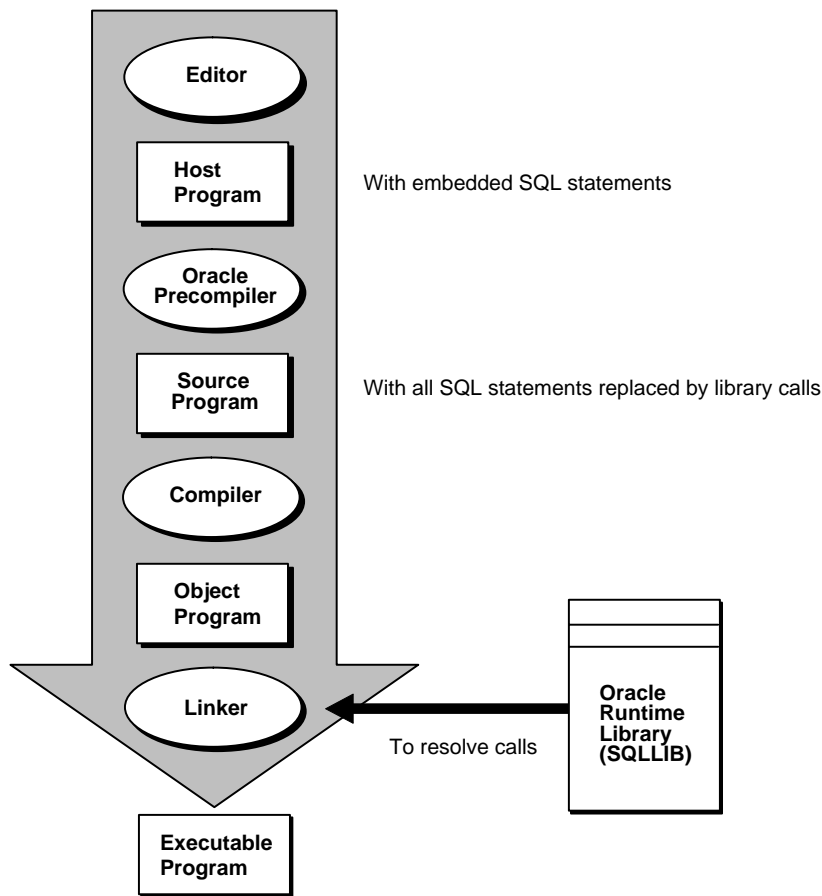 Editor
Host
Program
With embedded SQL statements
Oracle
Precompiler
Source
Program
With all SQL statements replaced by library calls
Compiler
Object
Program
Linker
To resolve calls
Oracle
Runtime
Library
(SQLLIB)
Executable
Program